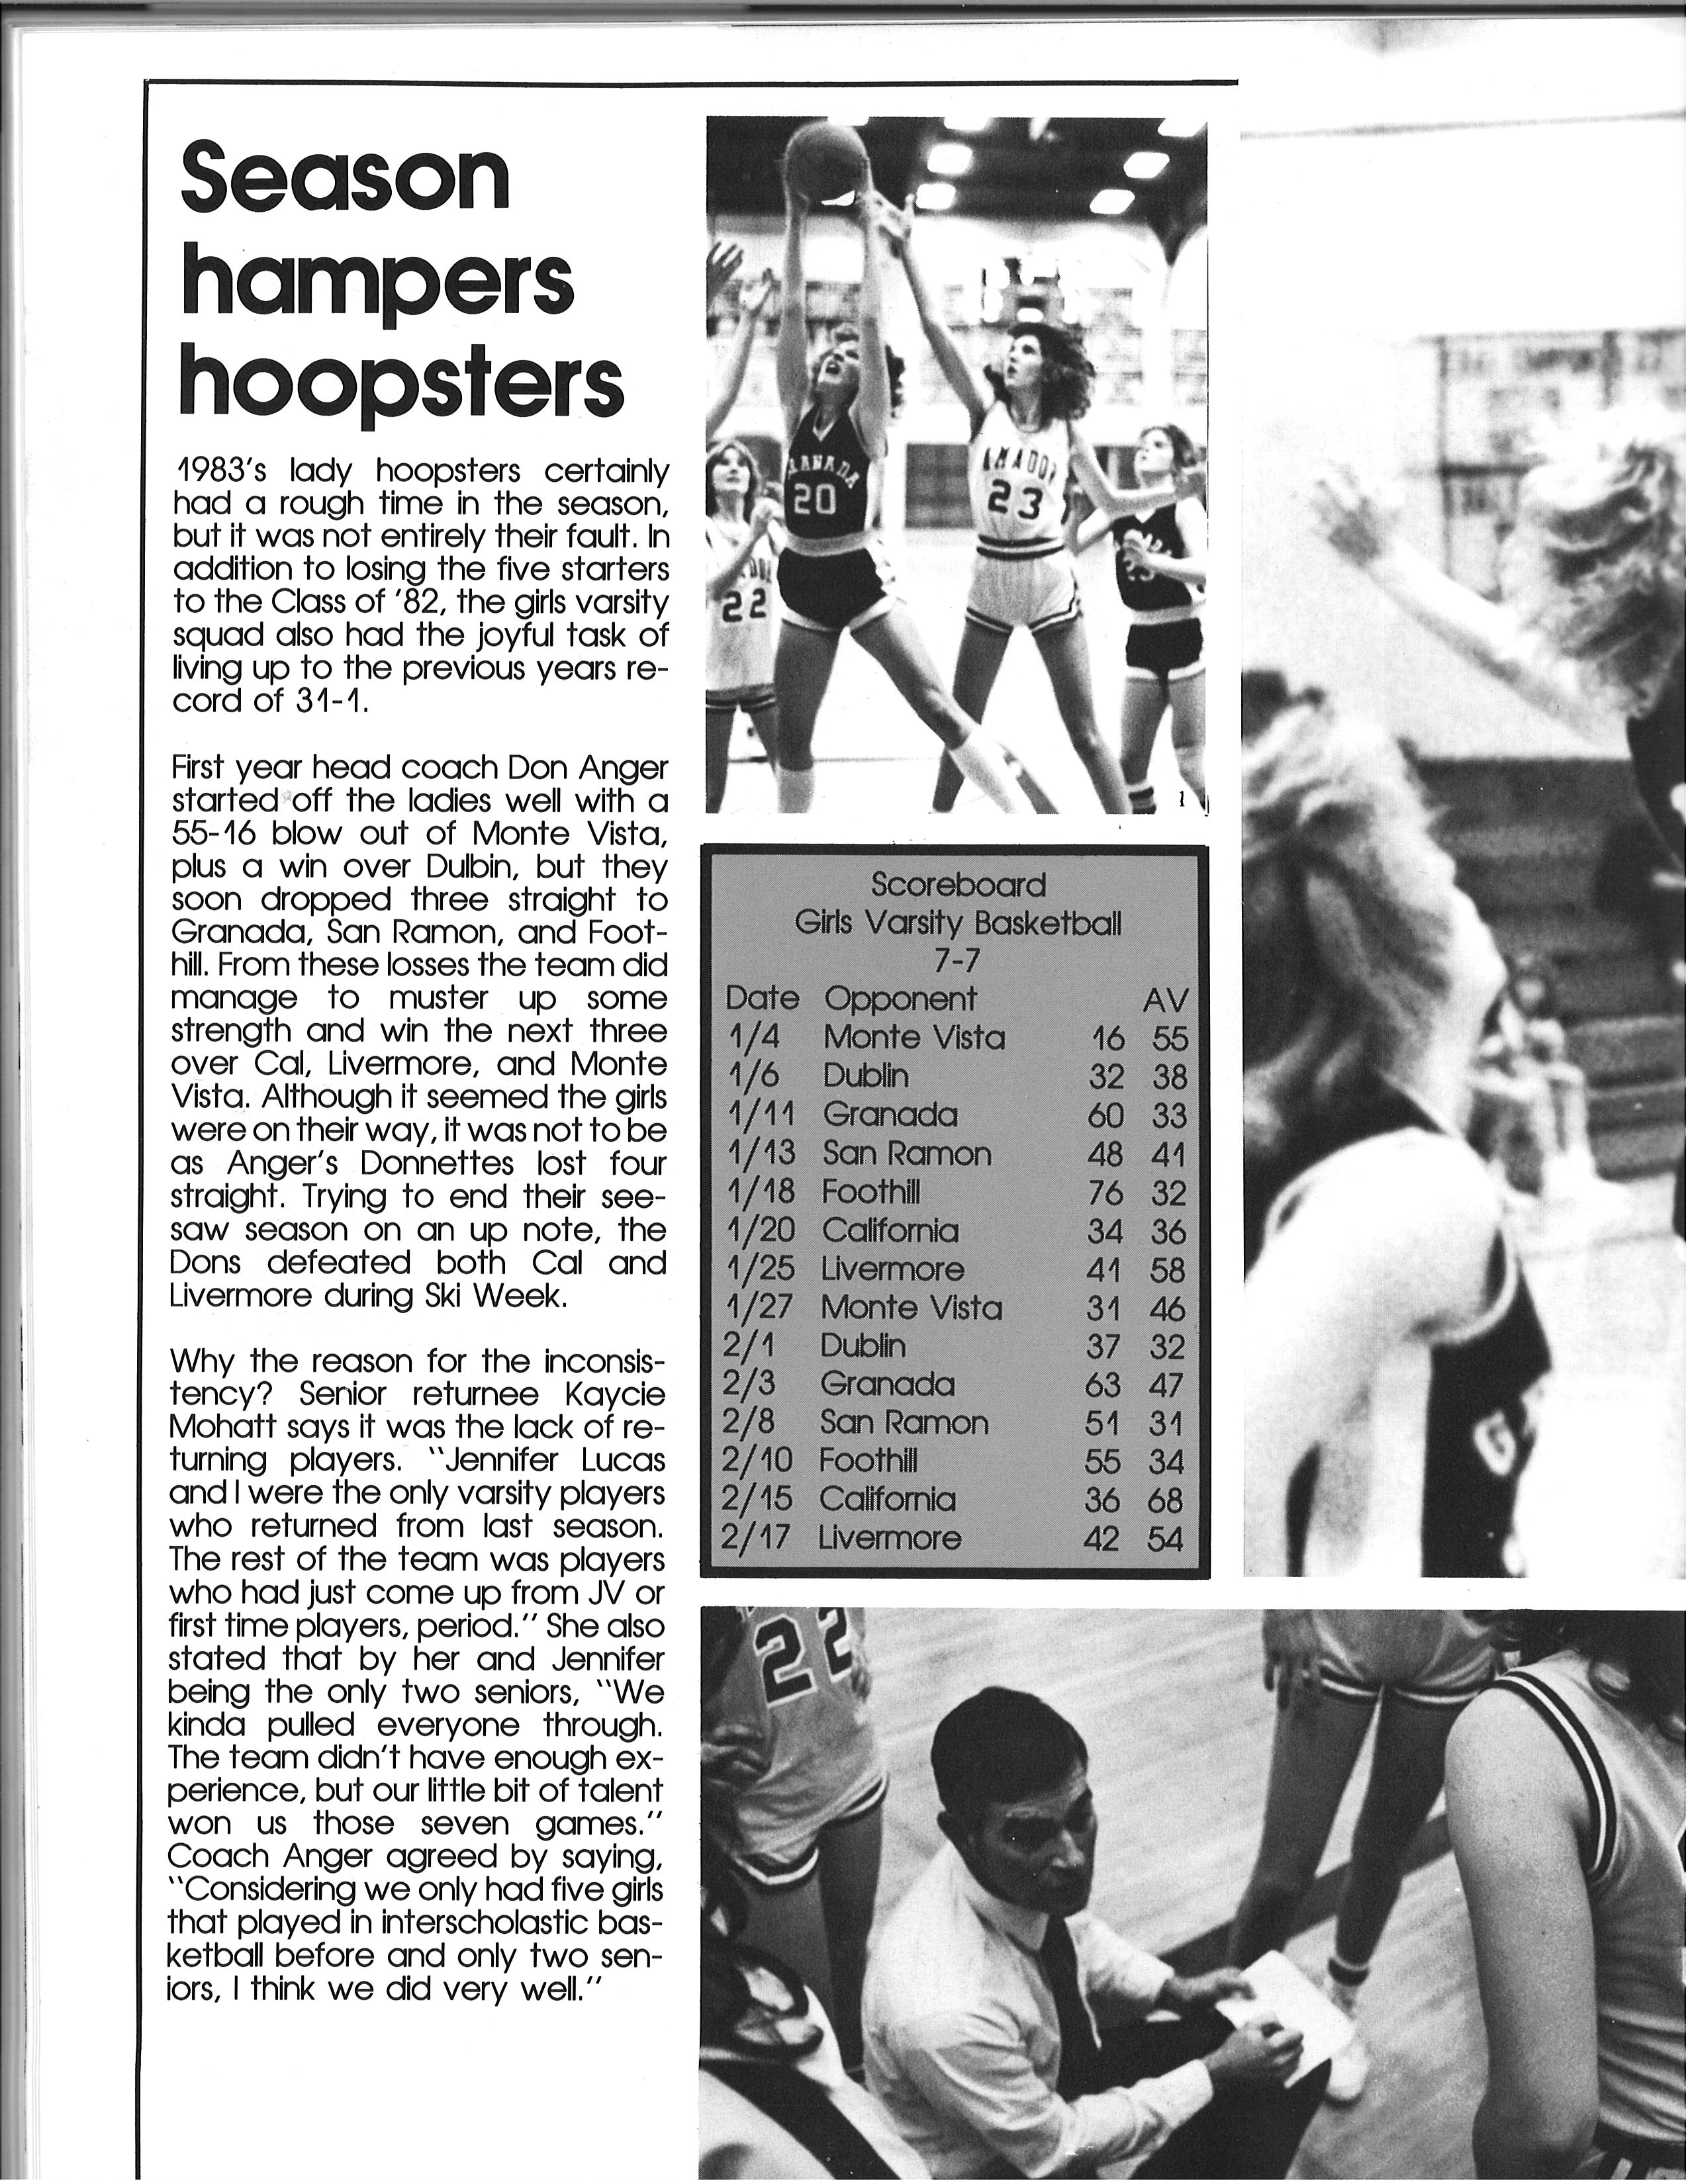 Season
hampers
hoopsters
1983's lady hoopsters certainly
had a rough time in the season,
but it was not entirely their fault. In
addition to losing the five starters
to the Class of '82, the girls varsity
squad also had the joyful task of
living up to the previous years re-
cord of 31-1.
First year head coach Don Anger
started off the ladies well with a
55-16 blow out of Monte Vista,
plus a win over Dulbin, but they
soon dropped three straight to
Granada, San Ramon, and Foot-
hill. From these losses the team did
manage to muster up some
strength and win the next three
over Cal, Livermore, and Monte
Vista. Although it seemed the girls
were on their way, it was not to be
as Anger's Donnettes lost four
straight. Trying to end their see-
saw season on an up note, the
Dons defeated both Cal and
Livermore during Ski Week.
Why the reason for the inconsis-
tency? Senior returnee Kaycie
Mohatt says it was the lack of re-
turning players. "Jennifer Lucas
and I were the only varsity players
who returned from last season.
The rest of the team was players
who had just come up from JV or
first time players, period." She also
stated that by her and Jennifer
being the only two seniors, "We
kinda pulled everyone through.
The team didn't have enough ex-
perience, but our little bit of talent
won us those seven games."
Coach Anger agreed by saying,
"Considering we only had five girls
that played in interscholastic bas-
ketball before and only two sen-
iors, I think we did very well."
GRANADA
20
AMADOR
23
22
1
Scoreboard
Girls Varsity Basketball
7-7
Date Opponent AV
1/4 Monte Vista 16 55
1/6 Dublin 32 38
1/11 Granada 60 33
1/13 San Ramon 48 41
1/18 Foothill 76 32
1/20 California 34 36
1/25 Livermore 41 58
1/27 Monte Vista 31 46
2/1 Dublin 37 32
2/3 Granada 63 47
2/8 San Ramon 51 31
2/10 Foothill 55 34
2/15 California 36 68
2/17 Livermore 42 54
22